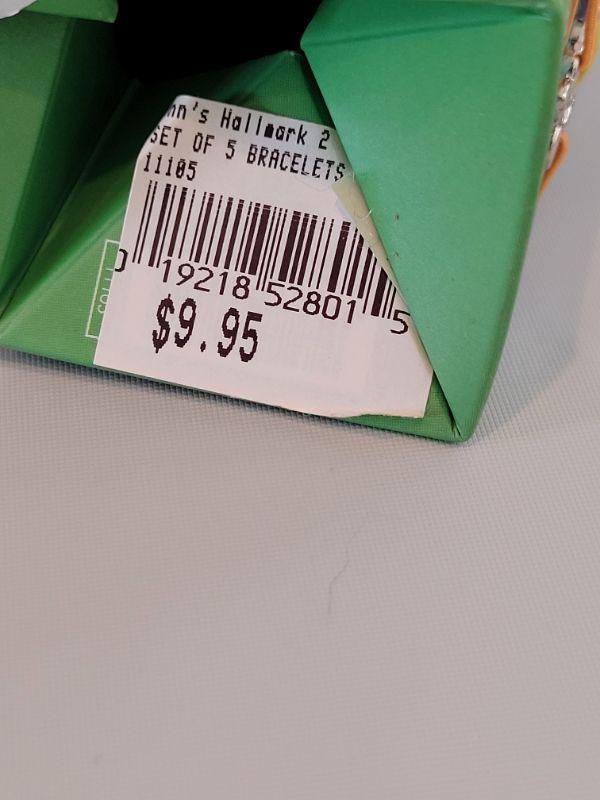 nn's Hallmark 2
SET OF 5 BRACELETS
11105
0 19218 52801 5
$9.95